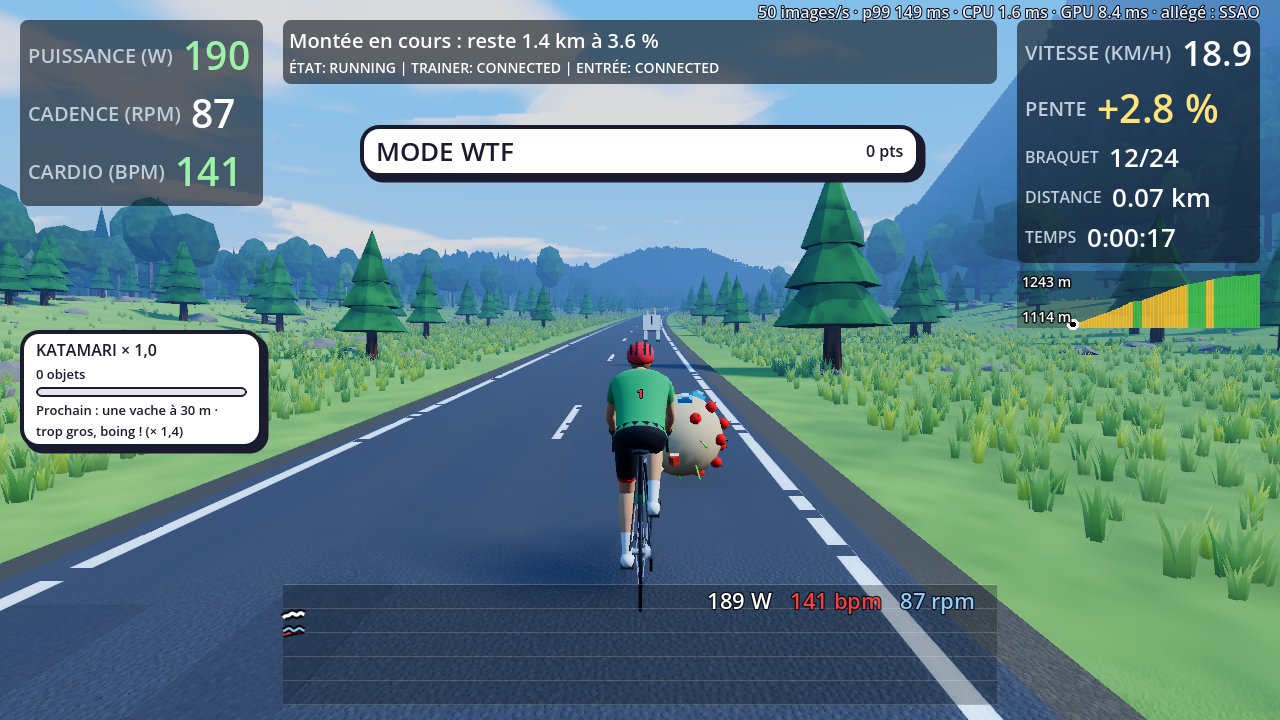 50 images/s · p99 149 ms · CPU 1.6 ms · GPU 8.4 ms · allégé : SSAO
PUISSANCE (W) 190
CADENCE (RPM) 87
CARDIO (BPM) 141
Montée en cours : reste 1.4 km à 3.6 %
ÉTAT: RUNNING | TRAINER: CONNECTED | ENTRÉE: CONNECTED
MODE WTF 0 pts
VITESSE (KM/H) 18.9
PENTE +2.8 %
BRAQUET 12/24
DISTANCE 0.07 km
TEMPS 0:00:17
1243 m
1114 m
KATAMARI × 1,0
0 objets
Prochain : une vache à 30 m ·
trop gros, boing ! (× 1,4)
1
189 W 141 bpm 87 rpm